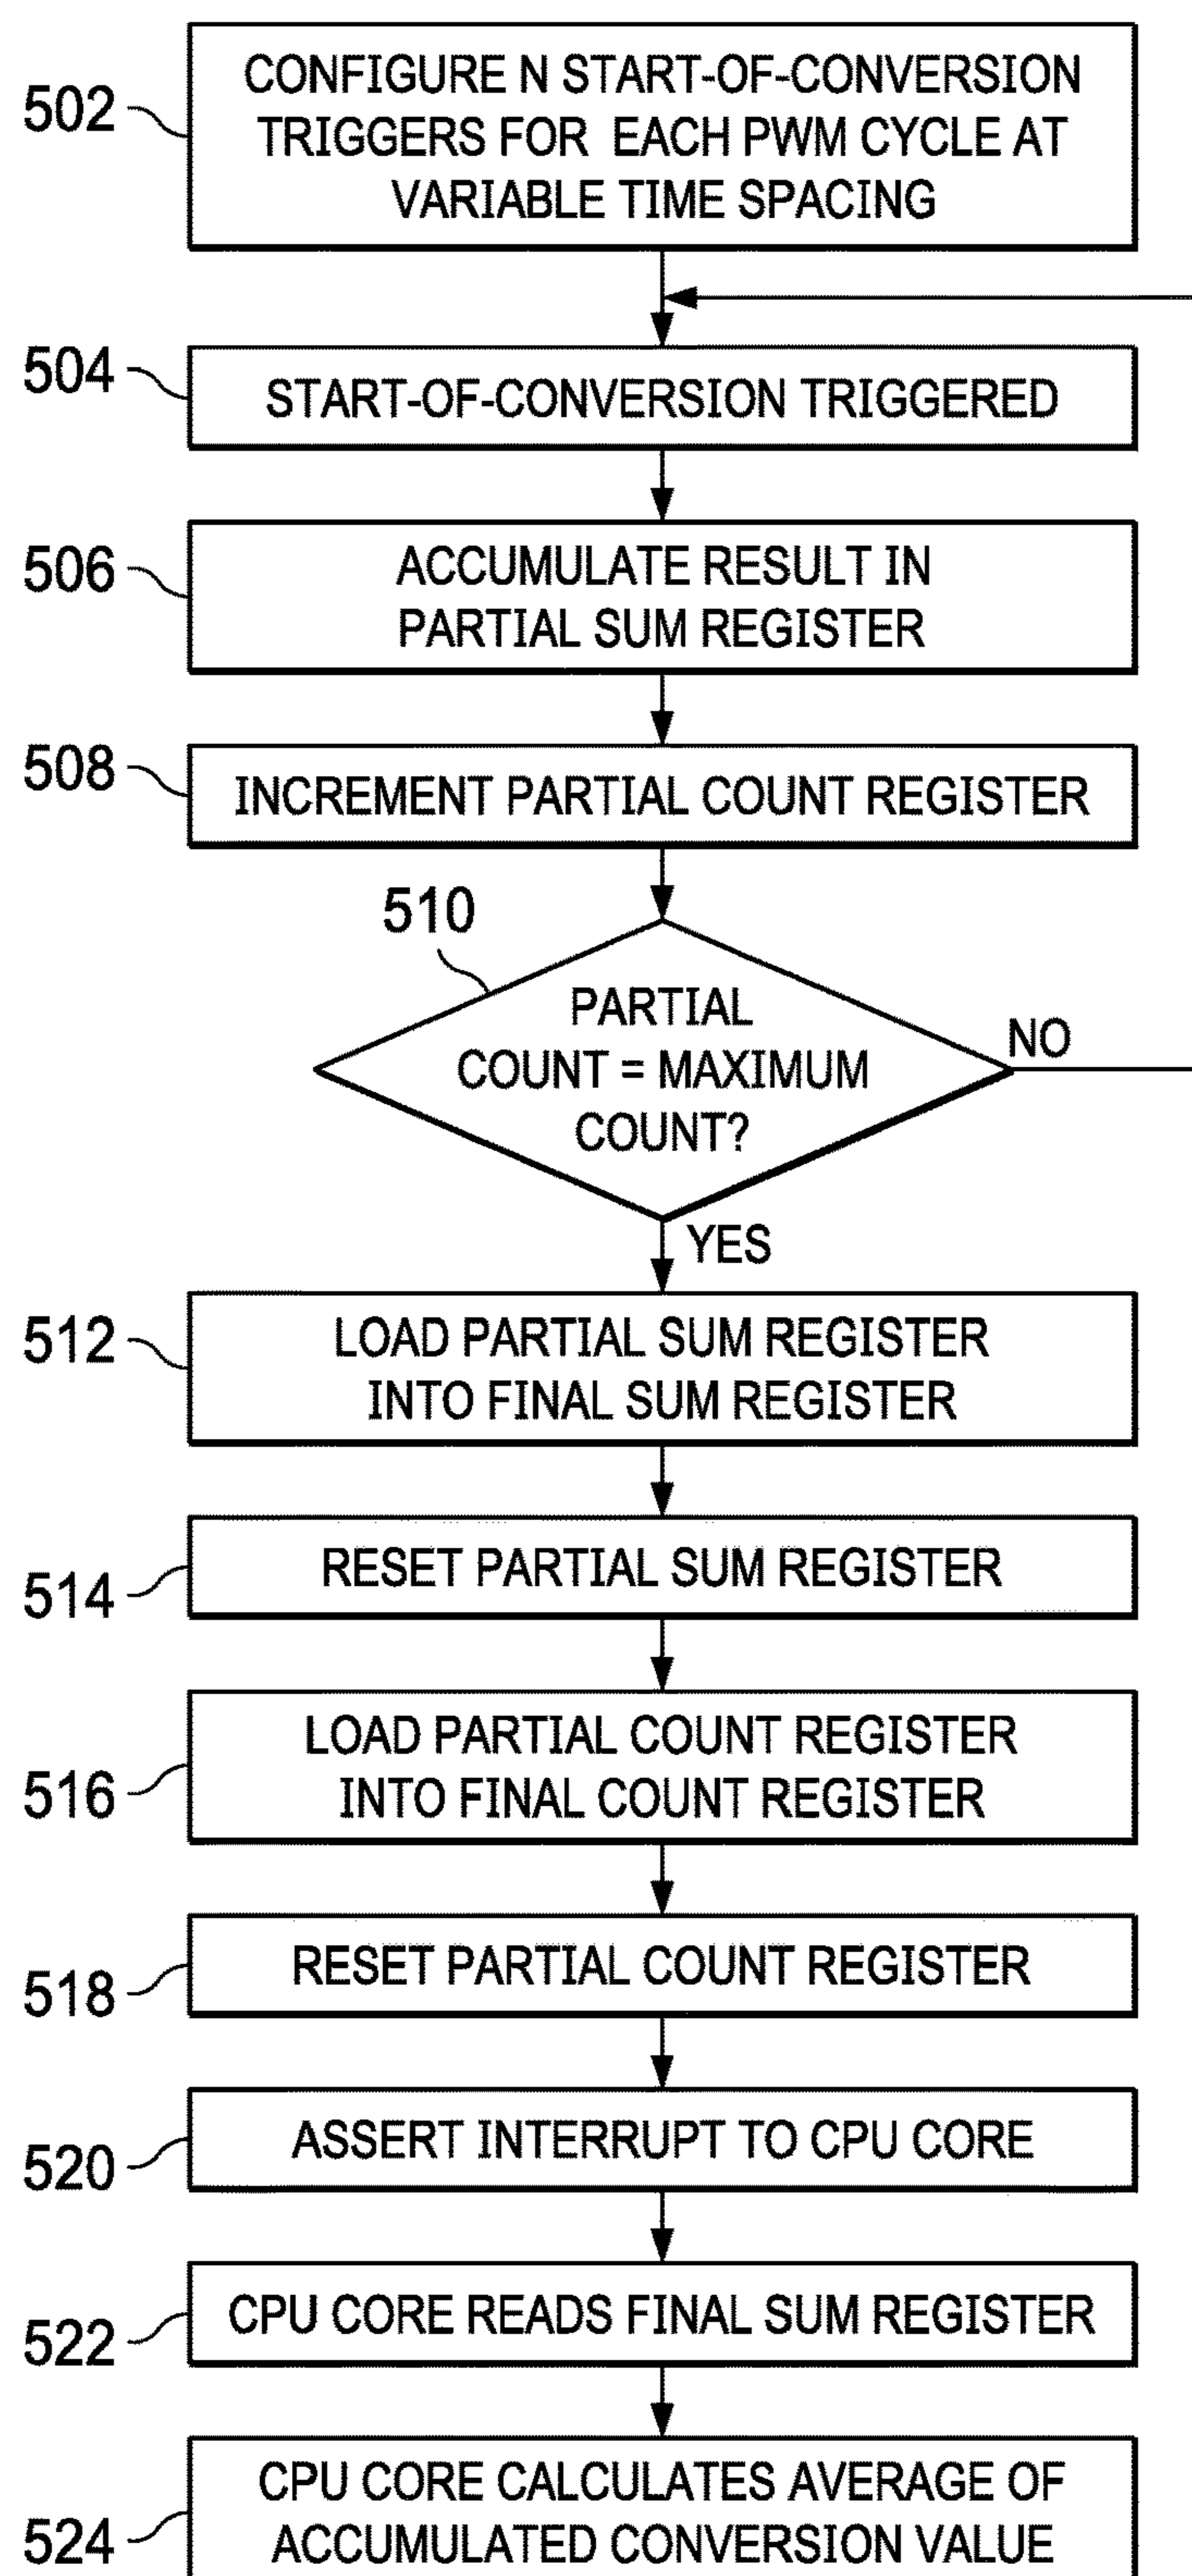 502
CONFIGURE N START-OF-CONVERSION
TRIGGERS FOR EACH PWM CYCLE AT
VARIABLE TIME SPACING
504
START-OF-CONVERSION TRIGGERED
506
ACCUMULATE RESULT IN
PARTIAL SUM REGISTER
508
INCREMENT PARTIAL COUNT REGISTER
510
PARTIAL
COUNT = MAXIMUM
COUNT?
NO
YES
512
LOAD PARTIAL SUM REGISTER
INTO FINAL SUM REGISTER
514
RESET PARTIAL SUM REGISTER
516
LOAD PARTIAL COUNT REGISTER
INTO FINAL COUNT REGISTER
518
RESET PARTIAL COUNT REGISTER
520
ASSERT INTERRUPT TO CPU CORE
522
CPU CORE READS FINAL SUM REGISTER
524
CPU CORE CALCULATES AVERAGE OF
ACCUMULATED CONVERSION VALUE